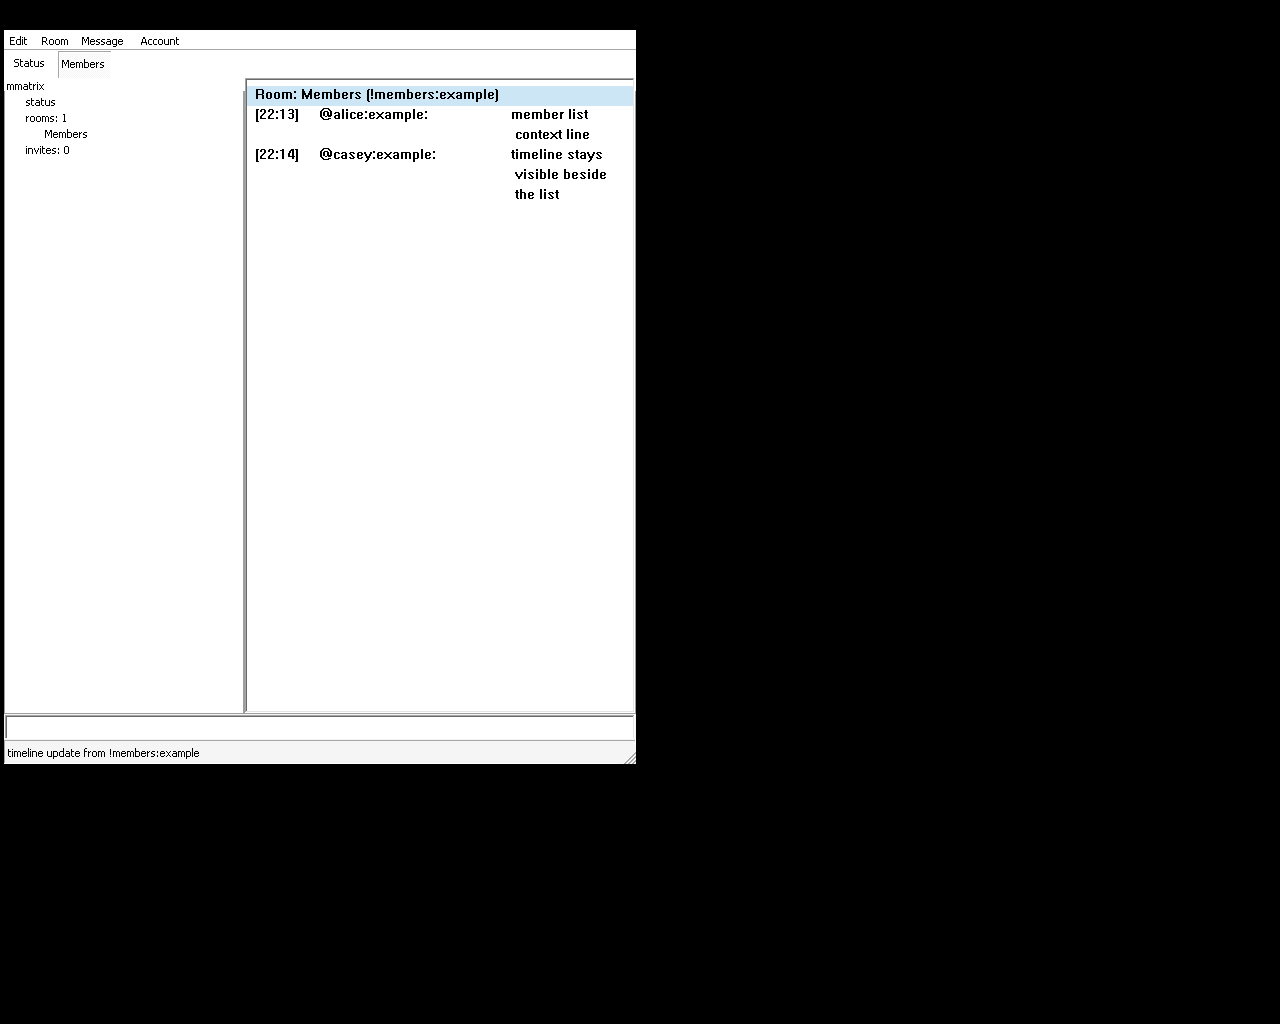 Edit Room Message Account
Status Members
mmatrix
status
rooms: 1
Members
invites: 0
Room: Members (!members:example)
[22:13] @alice:example: member list
context line
[22:14] @casey:example: timeline stays
visible beside
the list
timeline update from !members:example